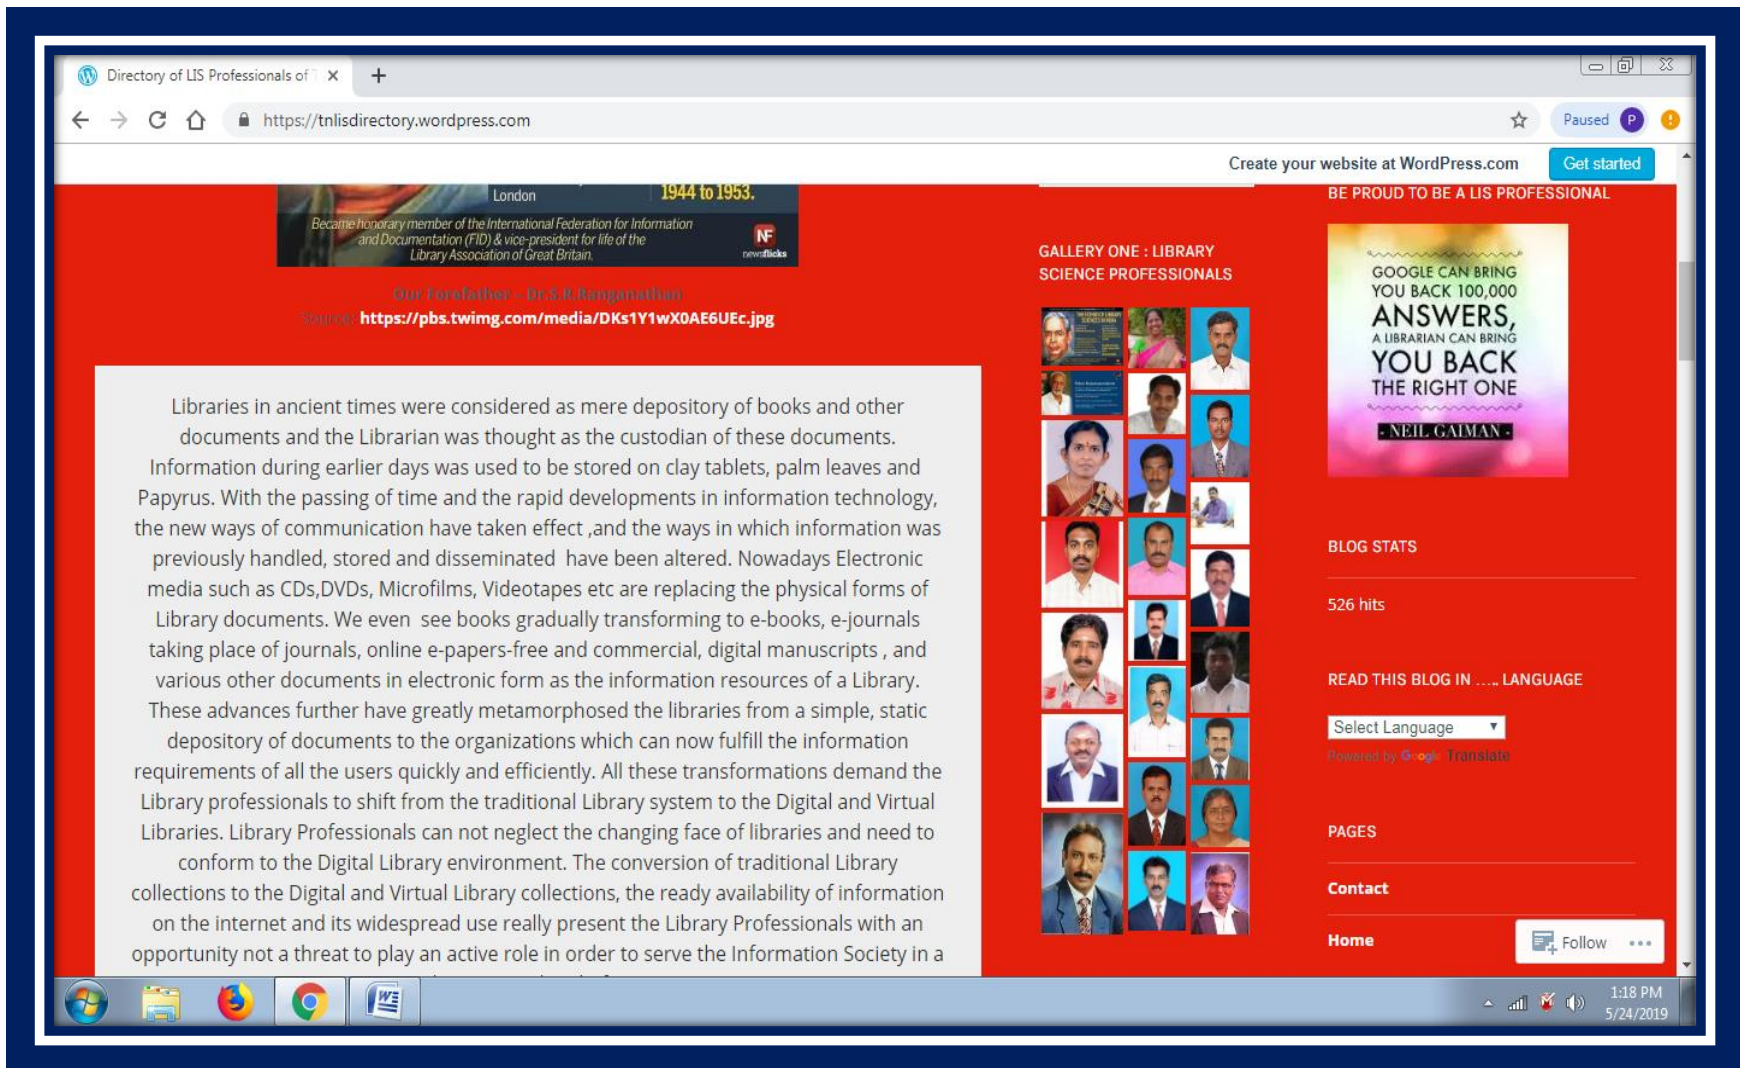 Directory of LIS Professionals of T
https://tnlisdirectory.wordpress.com
Paused P
Create your website at WordPress.com
Get started
London
1944 to 1953.
Became honorary member of the International Federation for Information
and Documentation (FID) & vice-president for life of the
Library Association of Great Britain.
NF
newsflicks
Our Forefather – Dr.S.R.Ranganathan
Source: https://pbs.twimg.com/media/DKs1Y1wX0AE6UEc.jpg
Libraries in ancient times were considered as mere depository of books and other
documents and the Librarian was thought as the custodian of these documents.
Information during earlier days was used to be stored on clay tablets, palm leaves and
Papyrus. With the passing of time and the rapid developments in information technology,
the new ways of communication have taken effect ,and the ways in which information was
previously handled, stored and disseminated  have been altered. Nowadays Electronic
media such as CDs,DVDs, Microfilms, Videotapes etc are replacing the physical forms of
Library documents. We even  see books gradually transforming to e-books, e-journals
taking place of journals, online e-papers-free and commercial, digital manuscripts , and
various other documents in electronic form as the information resources of a Library.
These advances further have greatly metamorphosed the libraries from a simple, static
depository of documents to the organizations which can now fulfill the information
requirements of all the users quickly and efficiently. All these transformations demand the
Library professionals to shift from the traditional Library system to the Digital and Virtual
Libraries. Library Professionals can not neglect the changing face of libraries and need to
conform to the Digital Library environment. The conversion of traditional Library
collections to the Digital and Virtual Library collections, the ready availability of information
on the internet and its widespread use really present the Library Professionals with an
opportunity not a threat to play an active role in order to serve the Information Society in a
GALLERY ONE : LIBRARY
SCIENCE PROFESSIONALS
BE PROUD TO BE A LIS PROFESSIONAL
GOOGLE CAN BRING
YOU BACK 100,000
ANSWERS,
A LIBRARIAN CAN BRING
YOU BACK
THE RIGHT ONE
- NEIL GAIMAN -
BLOG STATS
526 hits
READ THIS BLOG IN ….. LANGUAGE
Select Language
Powered by Google Translate
PAGES
Contact
Home
Follow
1:18 PM
5/24/2019